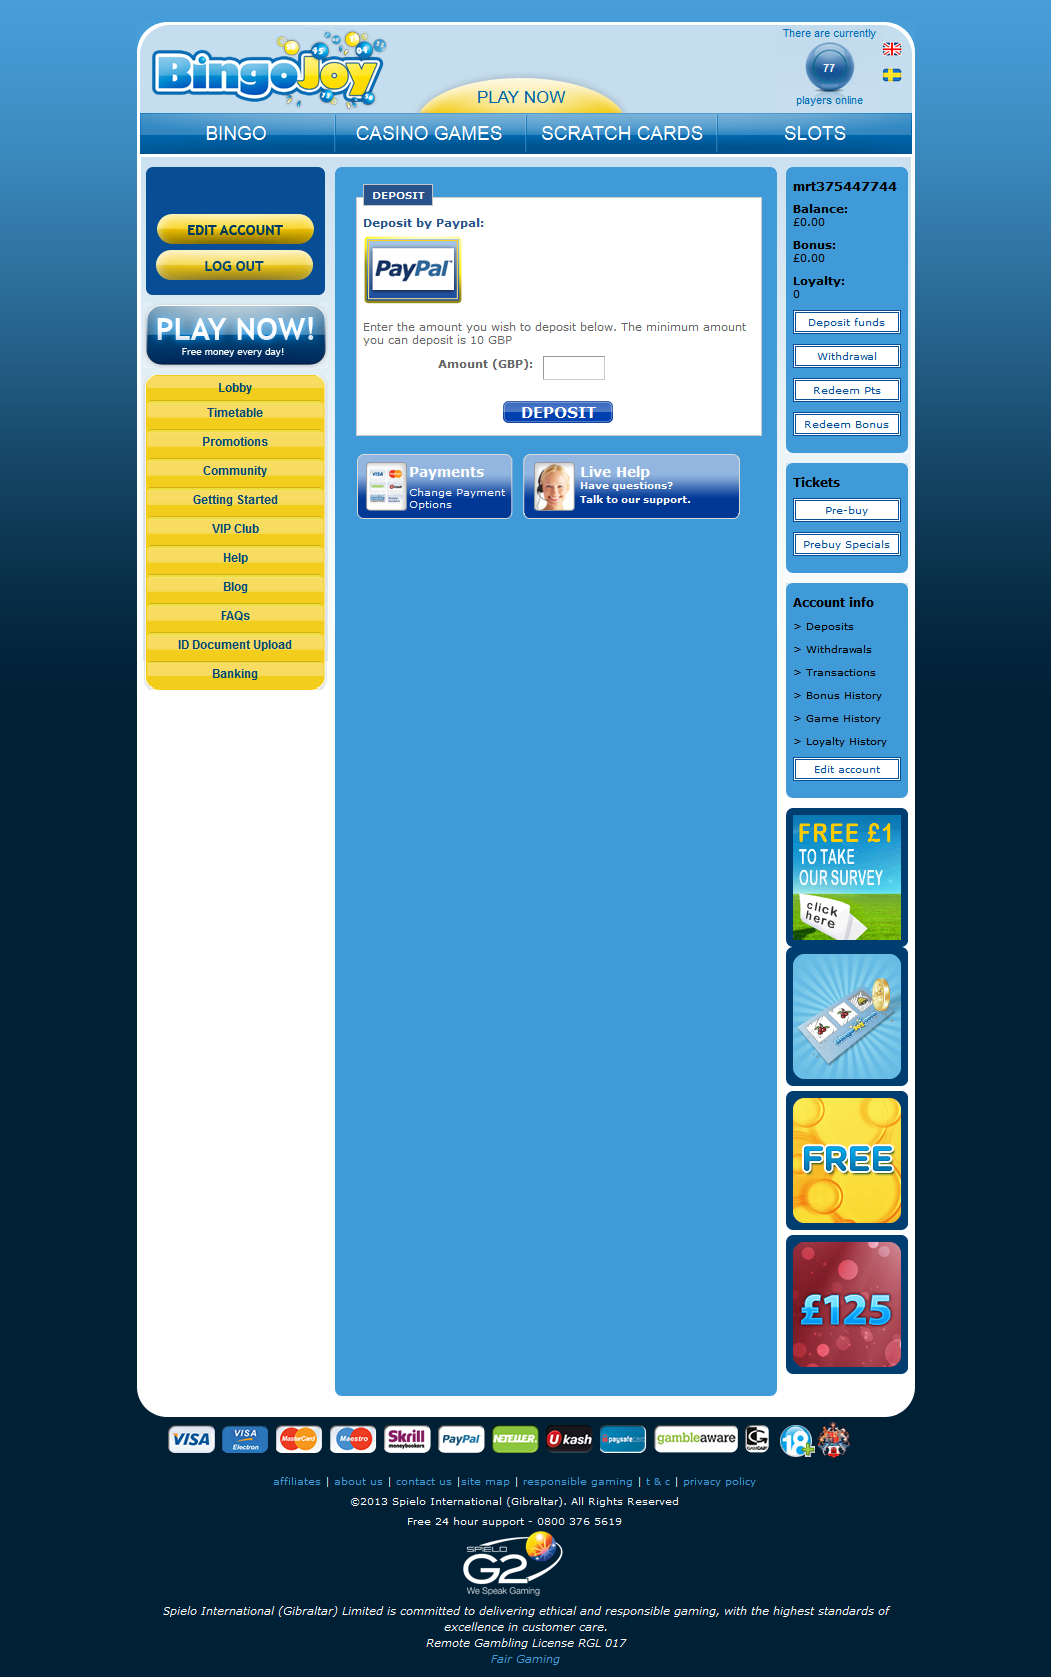 BingoJoy
There are currently
77
players online
PLAY NOW
BINGO
CASINO GAMES
SCRATCH CARDS
SLOTS
EDIT ACCOUNT
LOG OUT
PLAY NOW!
Free money every day!
Lobby
Timetable
Promotions
Community
Getting Started
VIP Club
Help
Blog
FAQs
ID Document Upload
Banking
DEPOSIT
Deposit by Paypal:
PayPal
Enter the amount you wish to deposit below. The minimum amount
you can deposit is 10 GBP
Amount (GBP):
DEPOSIT
Payments
Change Payment
Options
Live Help
Have questions?
Talk to our support.
mrt375447744
Balance:
£0.00
Bonus:
£0.00
Loyalty:
0
Deposit funds
Withdrawal
Redeem Pts
Redeem Bonus
Tickets
Pre-buy
Prebuy Specials
Account info
> Deposits
> Withdrawals
> Transactions
> Bonus History
> Game History
> Loyalty History
Edit account
FREE £1
TO TAKE
OUR SURVEY
click
here
FREE
£125
VISA
VISA
Electron
MasterCard
Maestro
Skrill
moneybookers
PayPal
NETELLER
Ukash
paysafecard
gambleaware
18+
affiliates | about us | contact us |site map | responsible gaming | t & c | privacy policy
©2013 Spielo International (Gibraltar). All Rights Reserved
Free 24 hour support - 0800 376 5619
SPIELO
G2
We Speak Gaming
Spielo International (Gibraltar) Limited is committed to delivering ethical and responsible gaming, with the highest standards of
excellence in customer care.
Remote Gambling License RGL 017
Fair Gaming